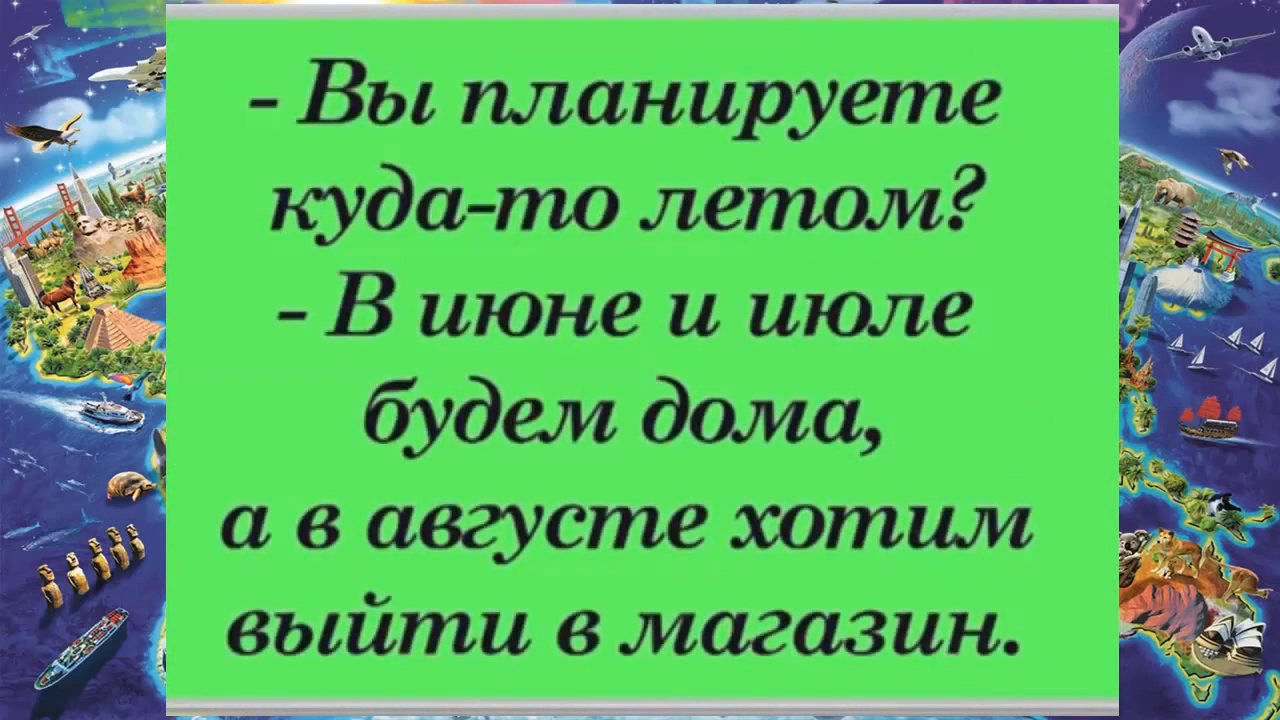 - Вы планируете
куда-то летом?
- В июне и июле
будем дома,
а в августе хотим
выйти в магазин.